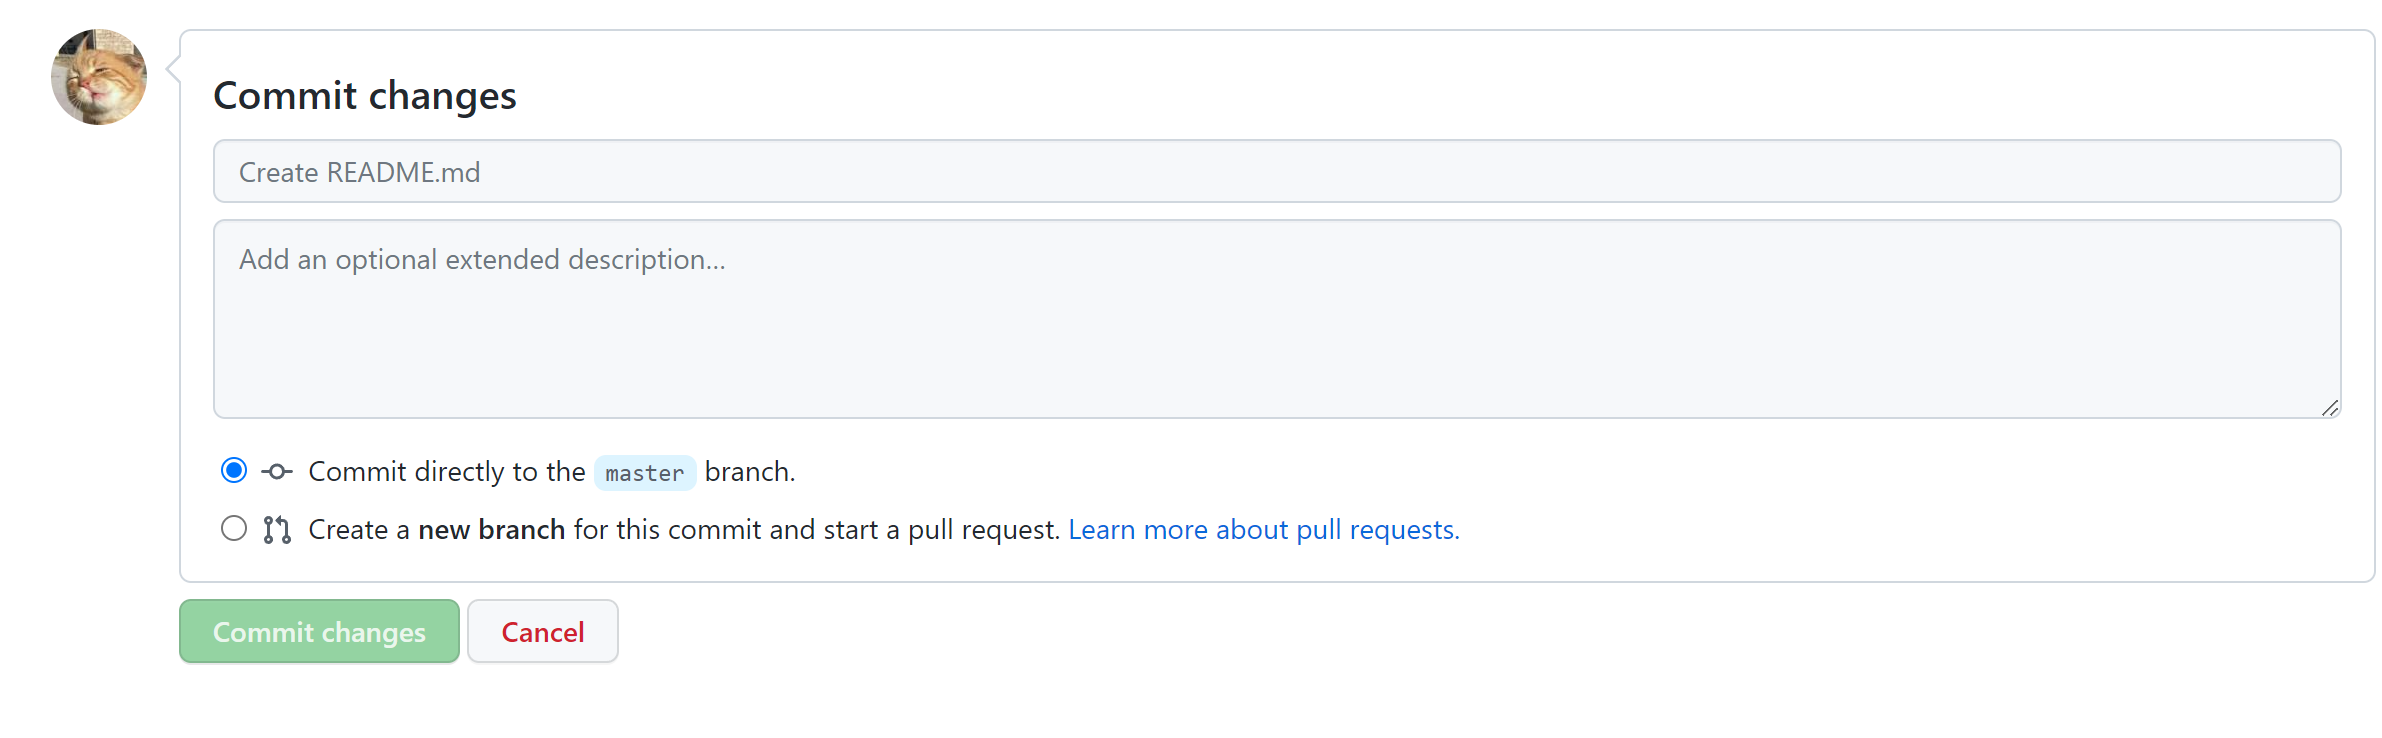 Commit changes
Create README.md
Add an optional extended description…
Commit directly to the master branch.
Create a new branch for this commit and start a pull request. Learn more about pull requests.
Commit changes
Cancel